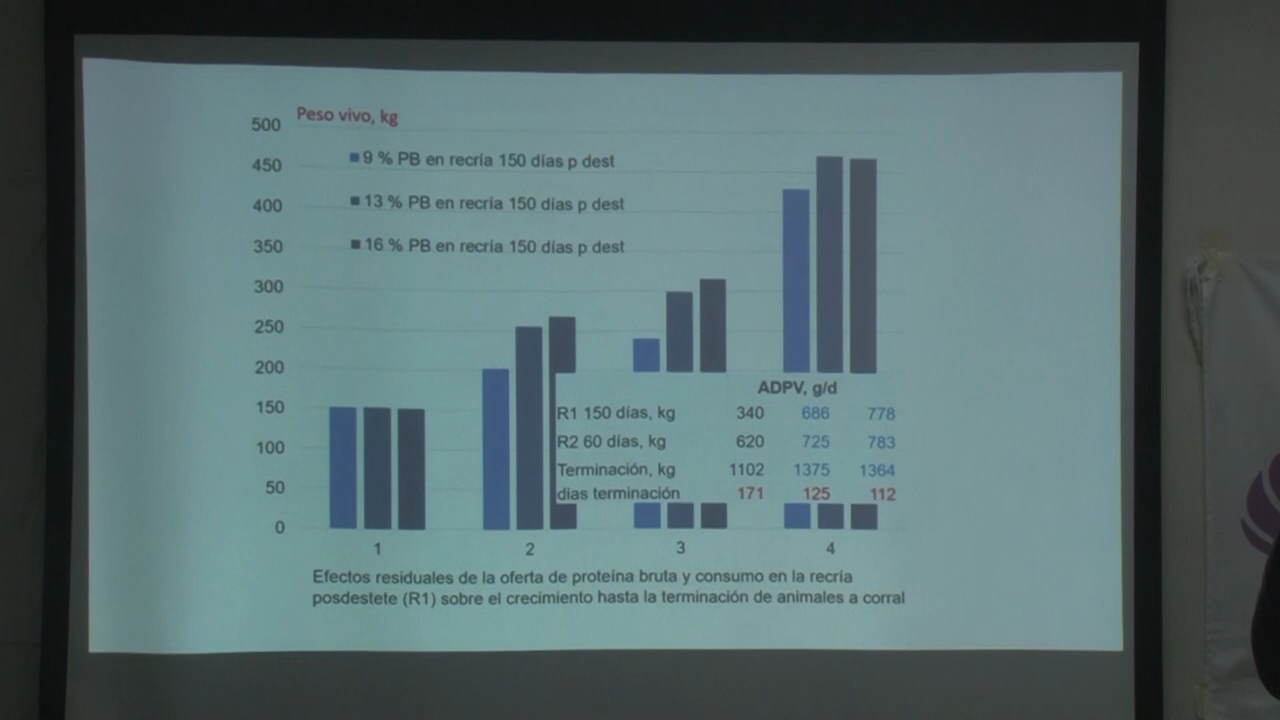 Peso vivo, kg
500
450
400
350
300
250
200
150
100
50
0
9 % PB en recría 150 días p dest
13 % PB en recría 150 días p dest
16 % PB en recría 150 días p dest
ADPV, g/d
R1 150 días, kg 340 686 778
R2 60 días, kg 620 725 783
Terminación, kg 1102 1375 1364
días terminación 171 125 112
1 2 3 4
Efectos residuales de la oferta de proteína bruta y consumo en la recría
posdestete (R1) sobre el crecimiento hasta la terminación de animales a corral